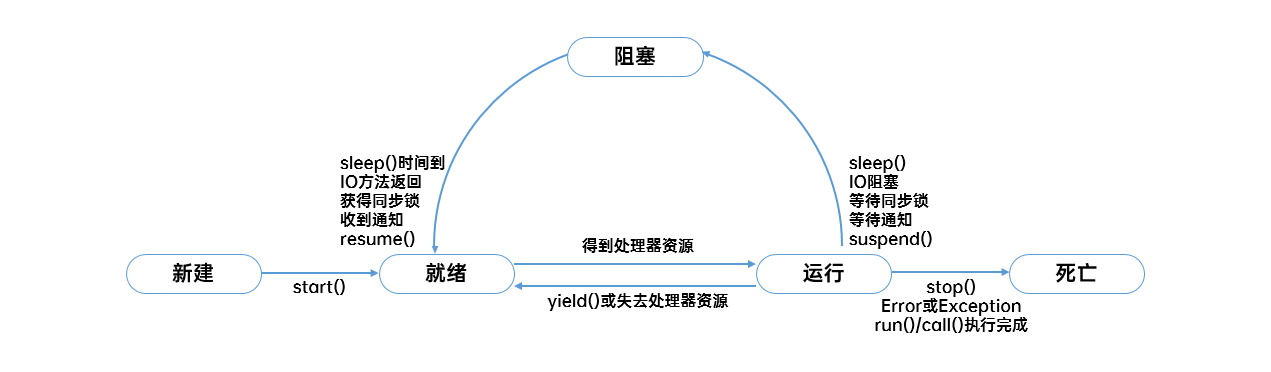 阻塞
sleep()时间到
IO方法返回
获得同步锁
收到通知
resume()
sleep()
IO阻塞
等待同步锁
等待通知
suspend()
新建
start()
就绪
得到处理器资源
yield()或失去处理器资源
运行
stop()
Error或Exception
run()/call()执行完成
死亡